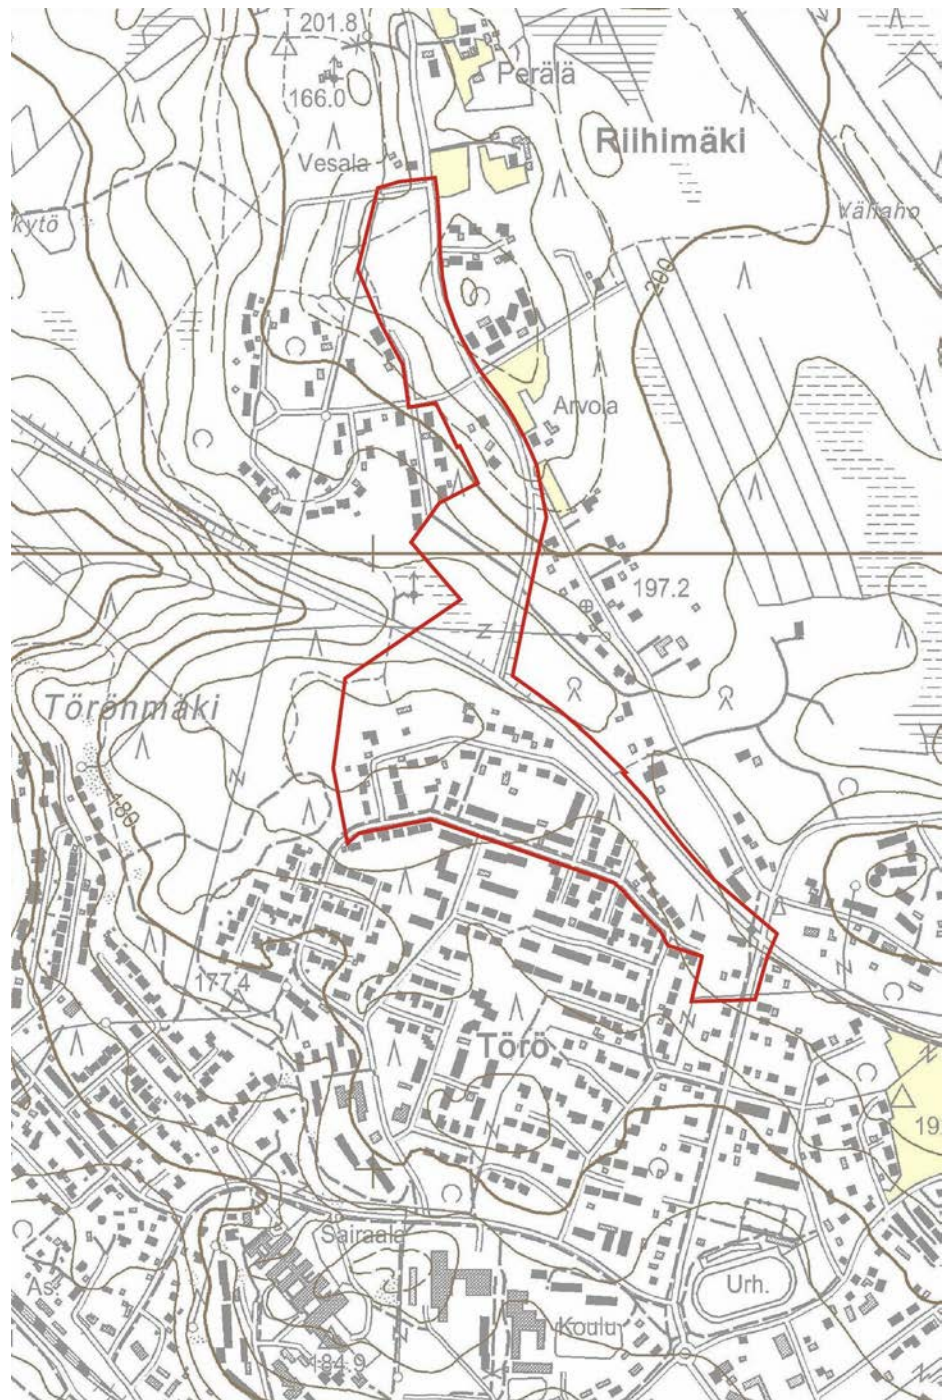 201.8
Perälä
166.0
Riihimäki
Vesala
kytö
Väliaho
200
Arvola
197.2
Törönmäki
180
177.4
Törö
19
Sairaala
As.
Urh.
Koulu
184.9